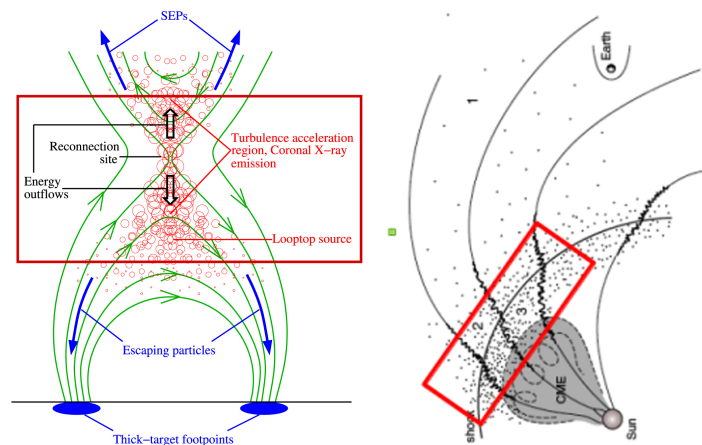 SEPs
Reconnection
site
Energy
outflows
Turbulence acceleration
region, Coronal X-ray
emission
Looptop source
Escaping particles
Thick-target footpoints
Earth
1
2
3
CME
shock
Sun